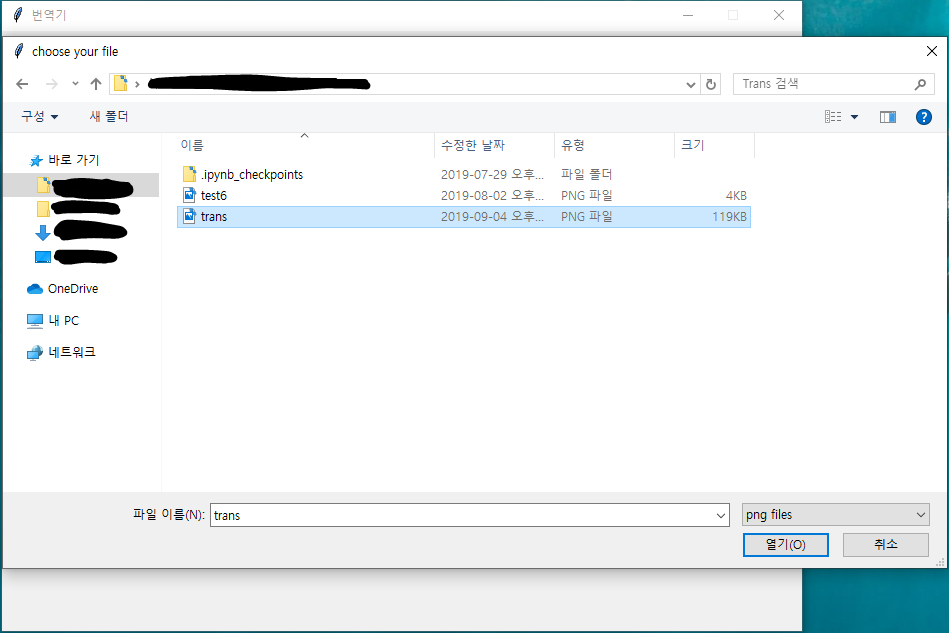 번역기
choose your file
Trans 검색
구성
새 폴더
이름 수정한 날짜 유형 크기
바로 가기
.ipynb_checkpoints 2019-07-29 오후... 파일 폴더
test6 2019-08-02 오후... PNG 파일 4KB
trans 2019-09-04 오후... PNG 파일 119KB
OneDrive
내 PC
네트워크
파일 이름(N): trans png files
열기(O) 취소